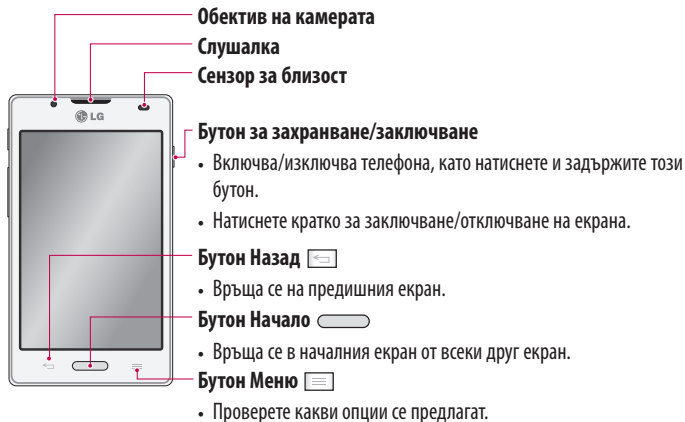 Обектив на камерата
Слушалка
Сензор за близост
LG
Бутон за захранване/заключване
• Включва/изключва телефона, като натиснете и задържите този
бутон.
• Натиснете кратко за заключване/отключване на екрана.
Бутон Назад
• Връща се на предишния екран.
Бутон Начало
• Връща се в началния екран от всеки друг екран.
Бутон Меню
• Проверете какви опции се предлагат.